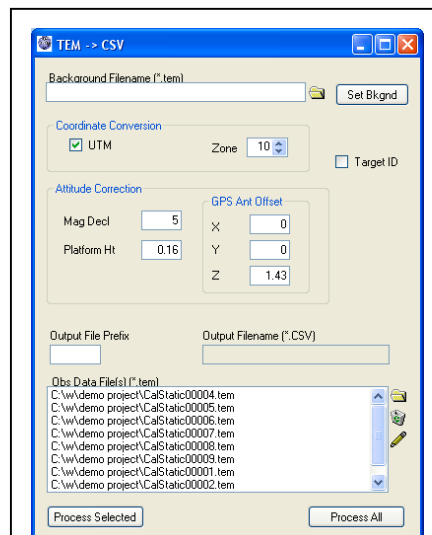 TEM -> CSV
Background Filename (*.tem)
Set Bkgnd
Coordinate Conversion
UTM
Zone
10
Target ID
Attitude Correction
GPS Ant Offset
Mag Decl
5
X
0
Platform Ht
0.16
Y
0
Z
1.43
Output File Prefix
Output Filename (*.CSV)
Obs Data File(s) (*.tem)
C:\w\demo project\CalStatic00004.tem
C:\w\demo project\CalStatic00005.tem
C:\w\demo project\CalStatic00006.tem
C:\w\demo project\CalStatic00007.tem
C:\w\demo project\CalStatic00008.tem
C:\w\demo project\CalStatic00009.tem
C:\w\demo project\CalStatic00001.tem
C:\w\demo project\CalStatic00002.tem
Process Selected
Process All